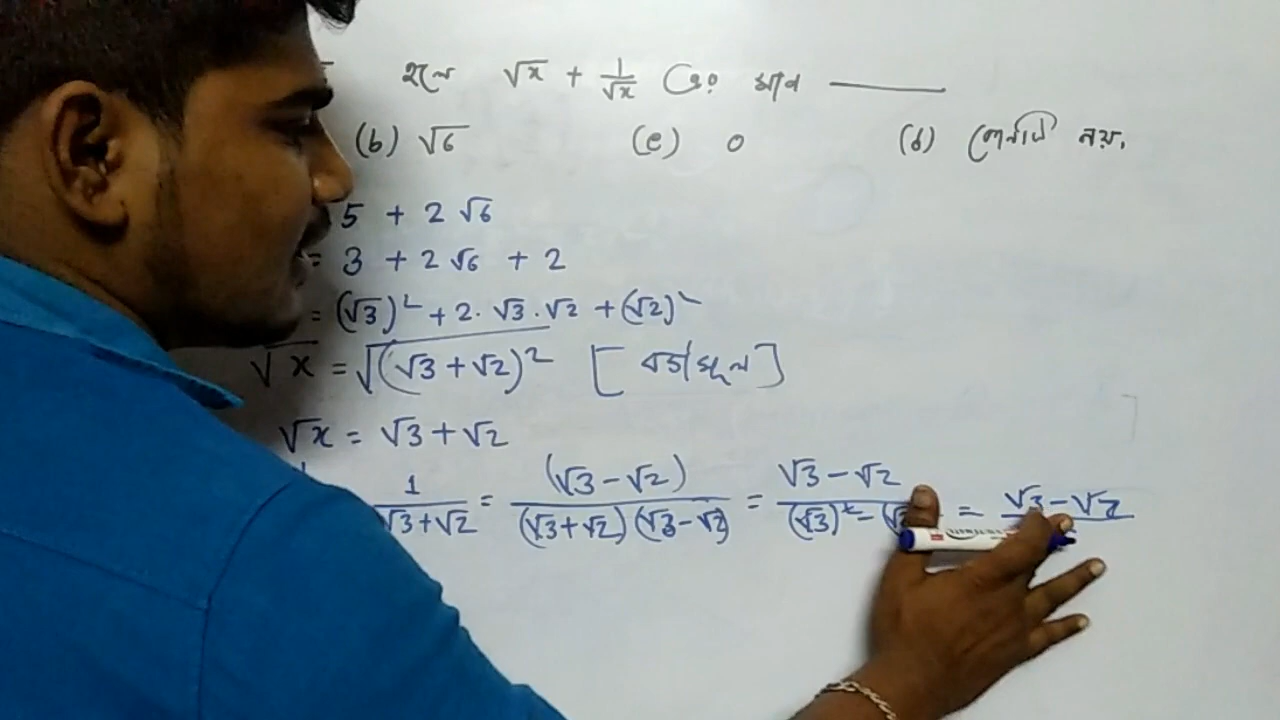 হলে √x + 1/√x এর মান ______
(b) √6 (c) 0 (d) কোনটি নয়.
5 + 2√6
= 3 + 2√6 + 2
= (√3)² + 2. √3. √2 + (√2)²
√x = √(√3 + √2)² [বর্গমূল]
√x = √3 + √2
1/√3+√2 = (√3 - √2)/(√3+√2)(√3-√2) = √3 - √2/(√3)² - (√2 = √3 - √2